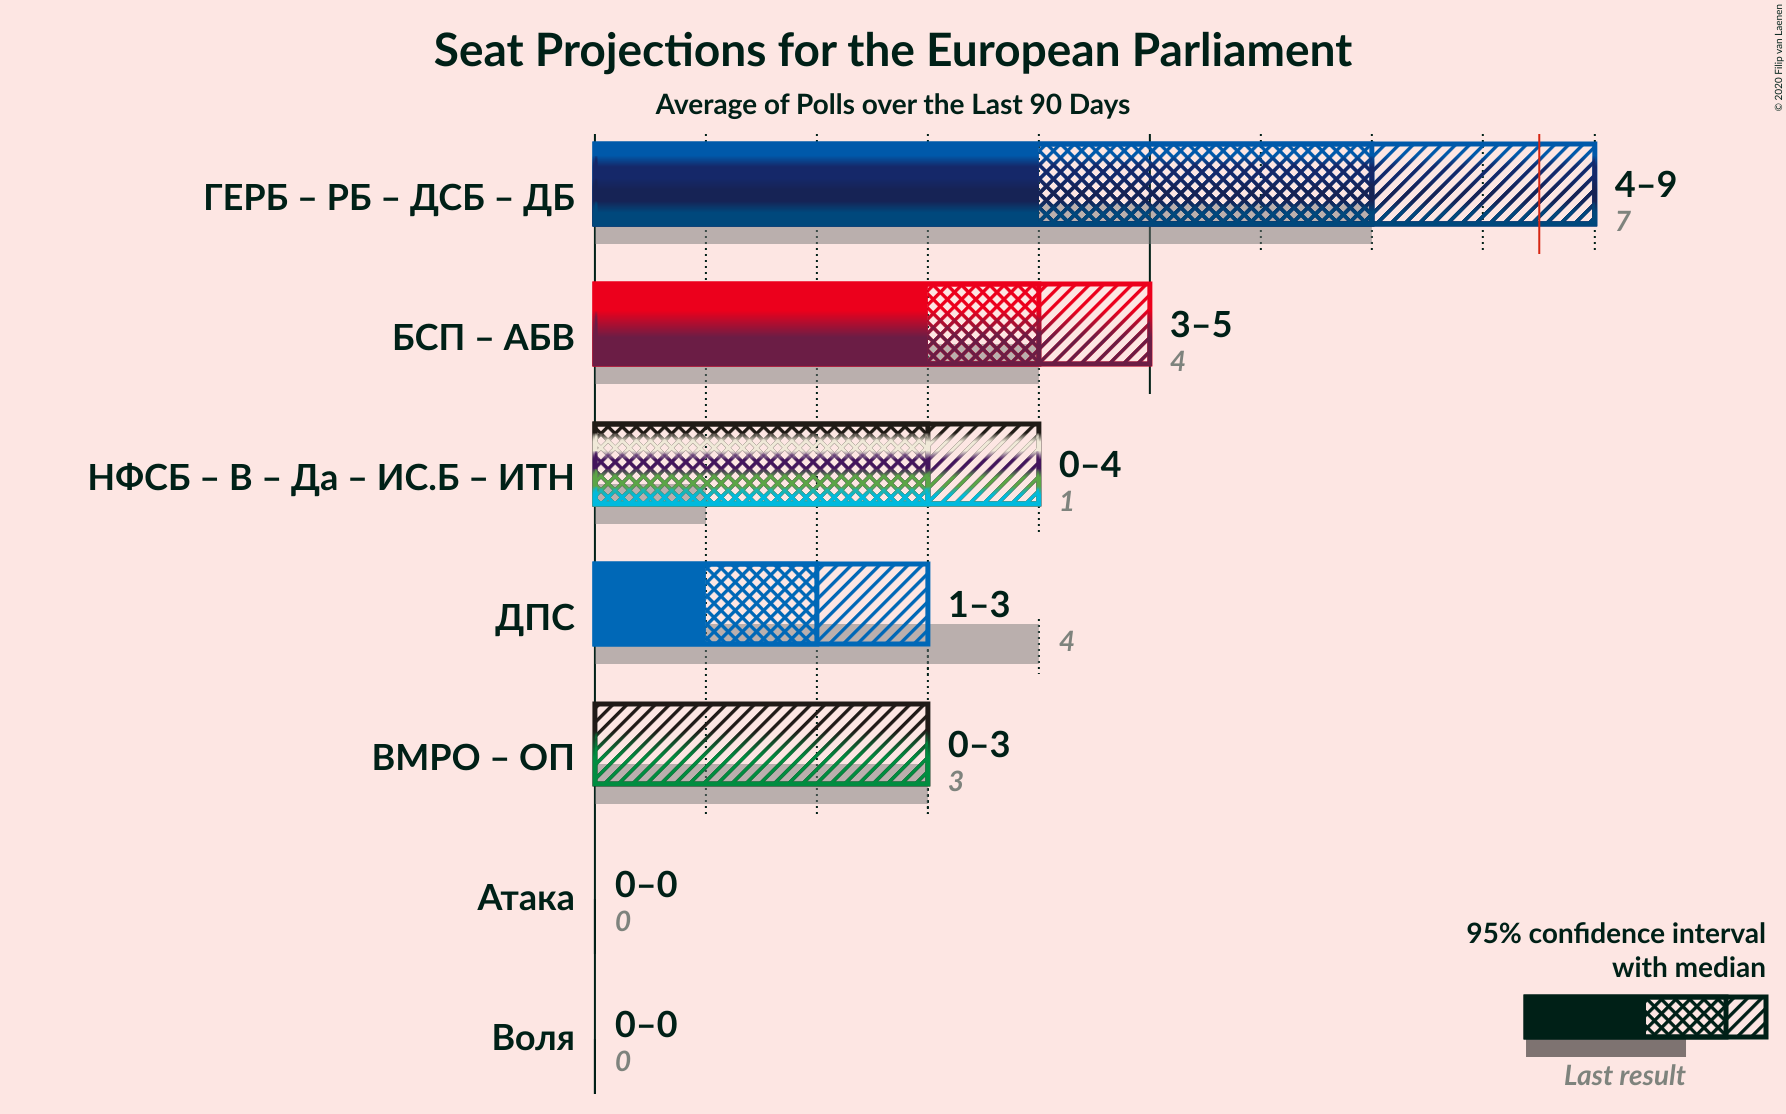 Seat Projections for the European Parliament
Average of Polls over the Last 90 Days
© 2020 Filip van Laenen
ГЕРБ – РБ – ДСБ – ДБ
4–9
7
БСП – АБВ
3–5
4
НФСБ – В – Да – ИС.Б – ИТН
0–4
1
ДПС
1–3
4
ВМРО – ОП
0–3
3
Атака
0–0
0
Воля
0–0
0
95% confidence interval
with median
Last result